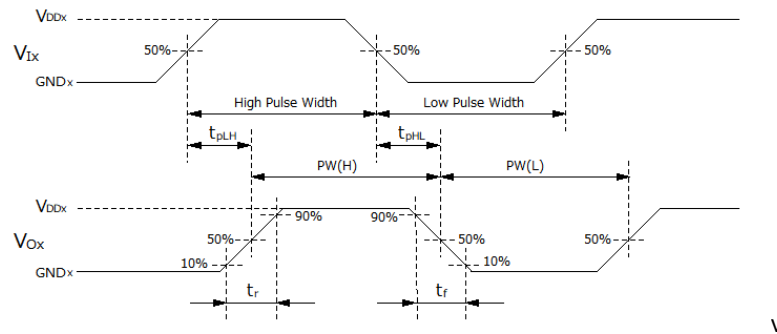 VDDx
VIx
50%
50%
50%
GNDx
High Pulse Width
Low Pulse Width
tpLH
tpHL
PW(H)
PW(L)
VDDx
90%
90%
VOx
50%
50%
50%
10%
10%
GNDx
tr
tf